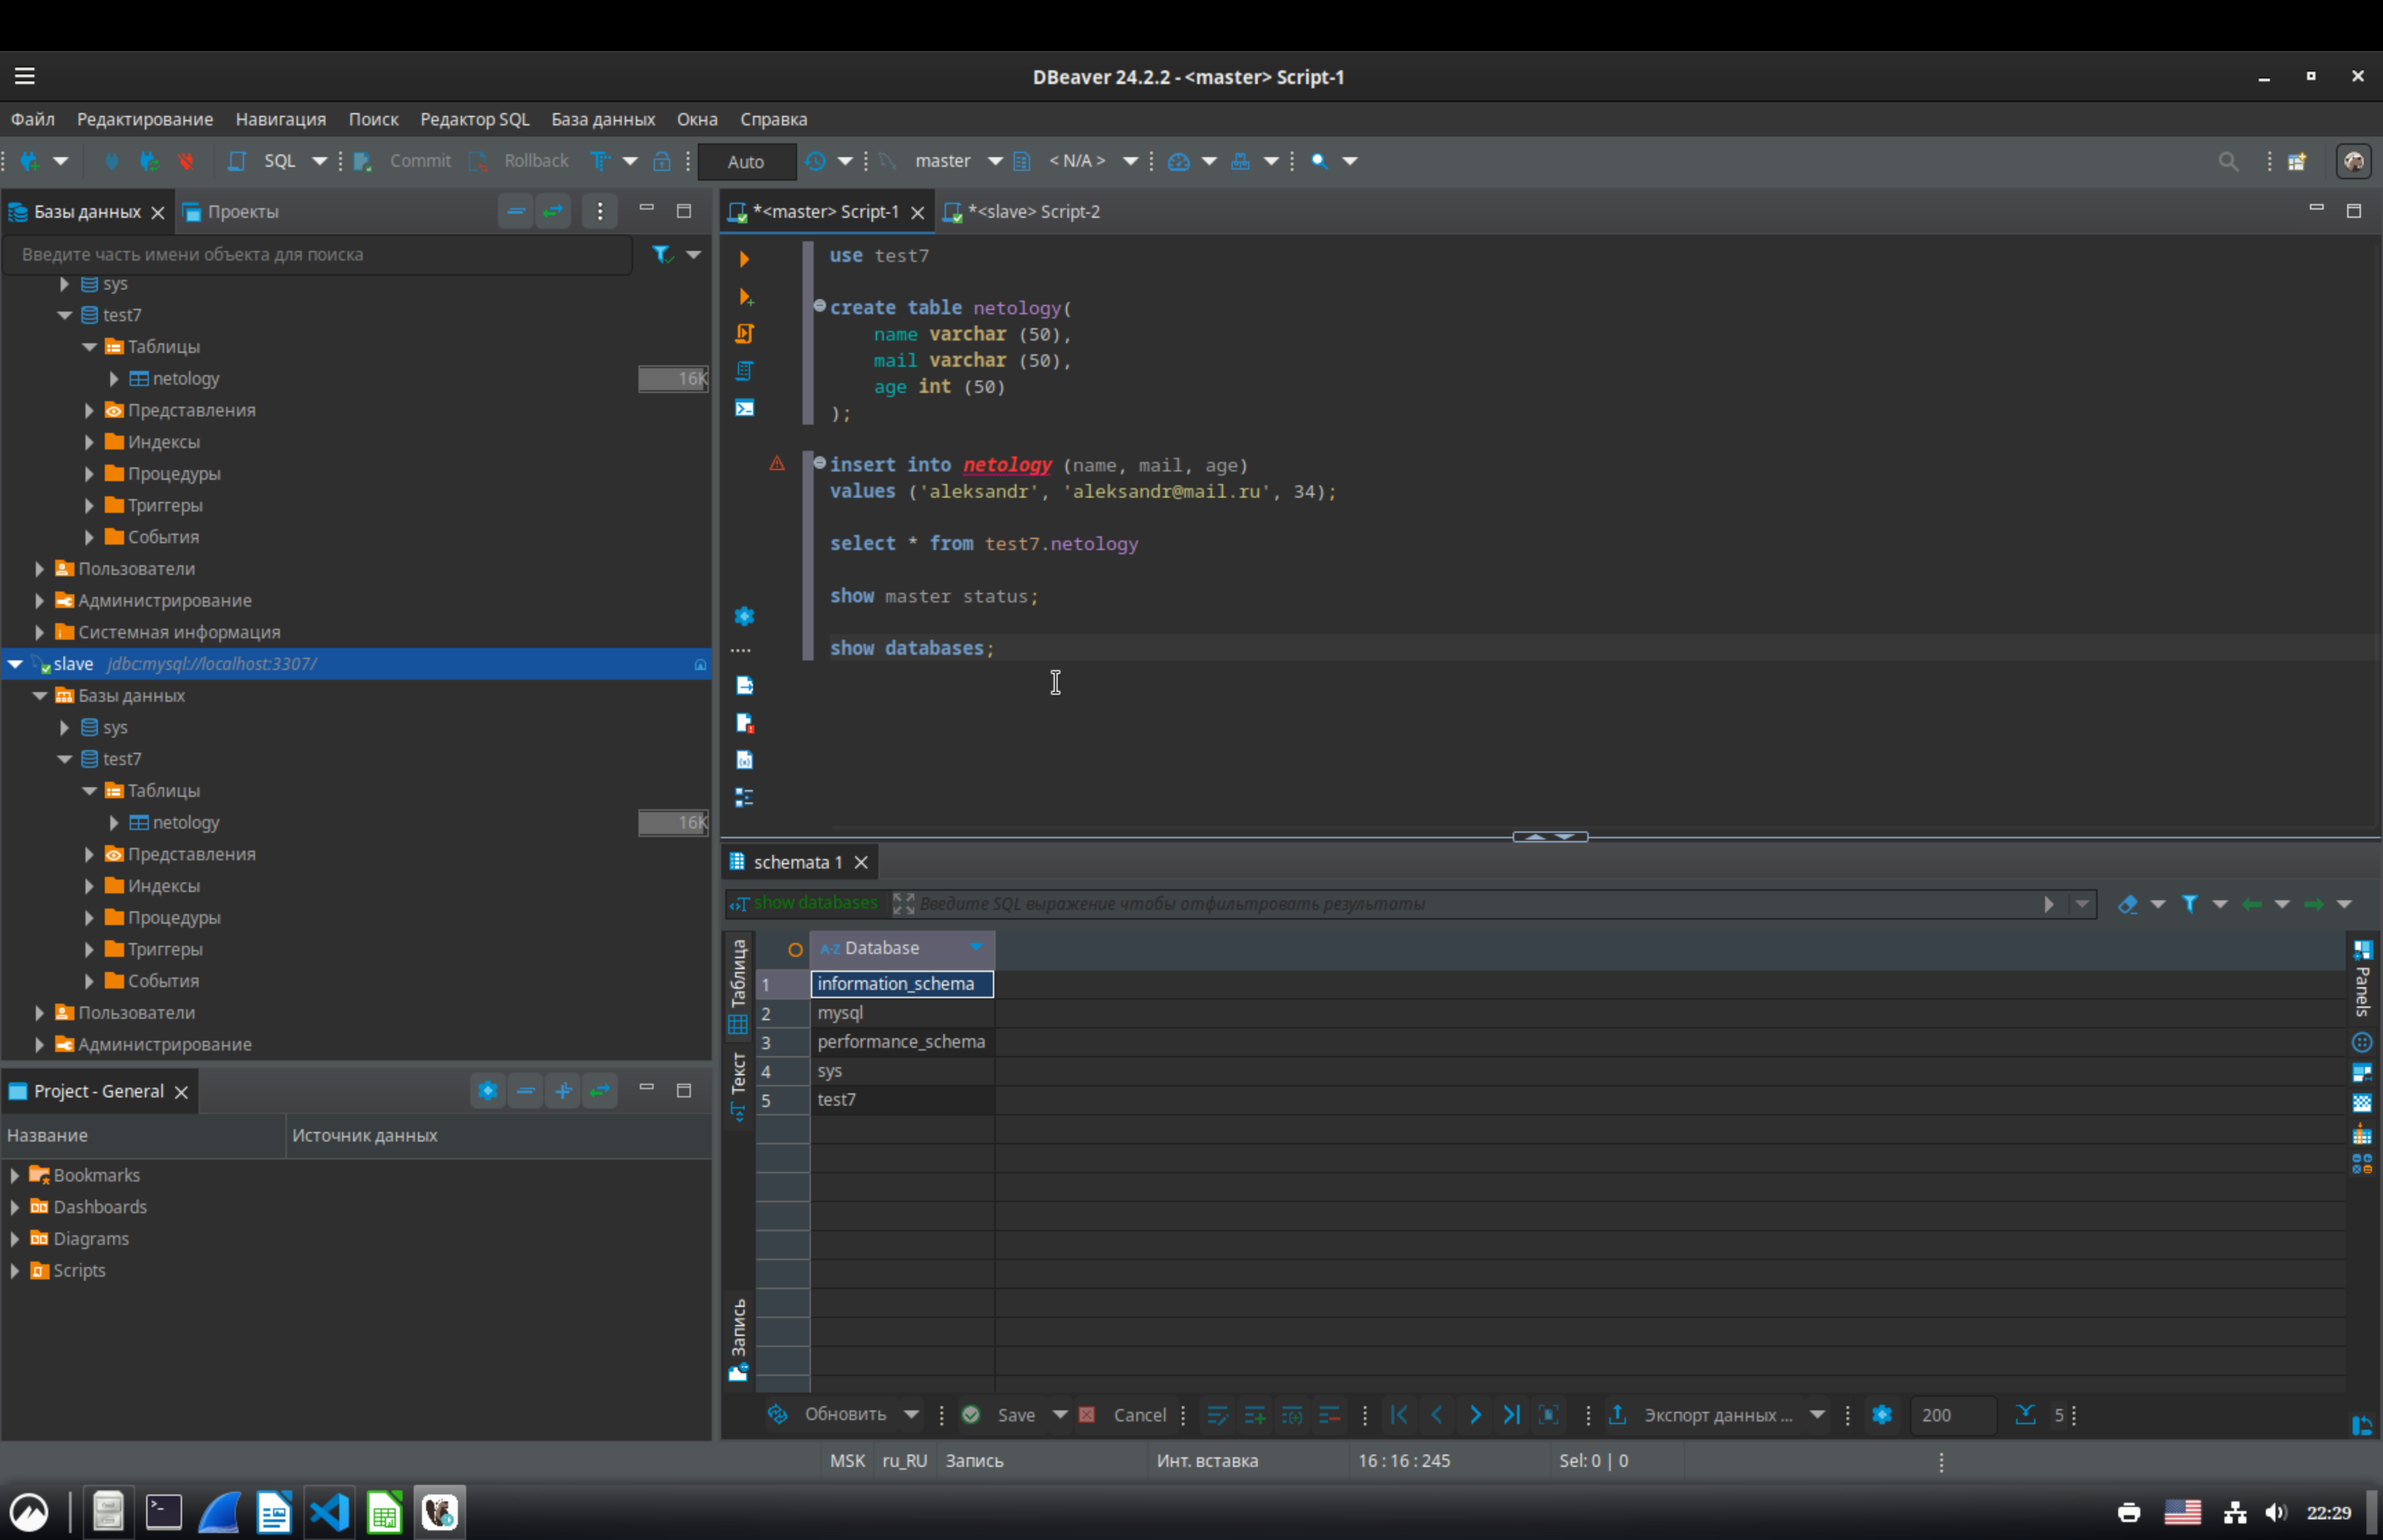 DBeaver 24.2.2 - <master> Script-1
Файл Редактирование Навигация Поиск Редактор SQL База данных Окна Справка
SQL Commit Rollback Auto master < N/A >
Базы данных Проекты
Введите часть имени объекта для поиска
sys
test7
Таблицы
netology 16K
Представления
Индексы
Процедуры
Триггеры
События
Пользователи
Администрирование
Системная информация
slave jdbc:mysql://localhost:3307/
Базы данных
sys
test7
Таблицы
netology 16K
Представления
Индексы
Процедуры
Триггеры
События
Пользователи
Администрирование
Project - General
Название Источник данных
Bookmarks
Dashboards
Diagrams
Scripts
*<master> Script-1 *<slave> Script-2
use test7
create table netology(
name varchar (50),
mail varchar (50),
age int (50)
);
insert into netology (name, mail, age)
values ('aleksandr', 'aleksandr@mail.ru', 34);
select * from test7.netology
show master status;
show databases;
schemata 1
show databases Введите SQL выражение чтобы отфильтровать результаты
Таблица
Текст
Запись
A-Z Database
1 information_schema
2 mysql
3 performance_schema
4 sys
5 test7
Panels
Обновить Save Cancel Экспорт данных ... 200 5
MSK ru_RU Запись Инт. вставка 16 : 16 : 245 Sel: 0 | 0
22:29